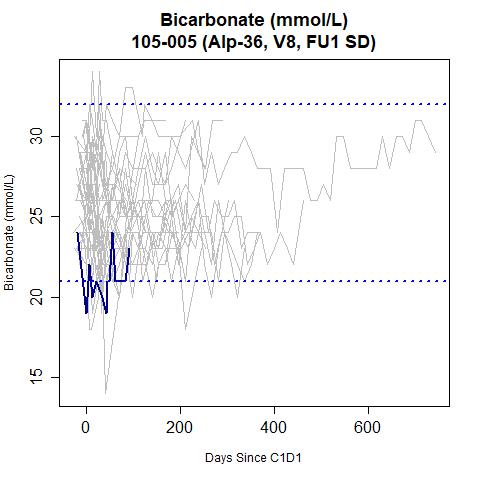 Bicarbonate (mmol/L)
105-005 (Alp-36, V8, FU1 SD)
Bicarbonate (mmol/L)
30
25
20
15
0
200
400
600
Days Since C1D1